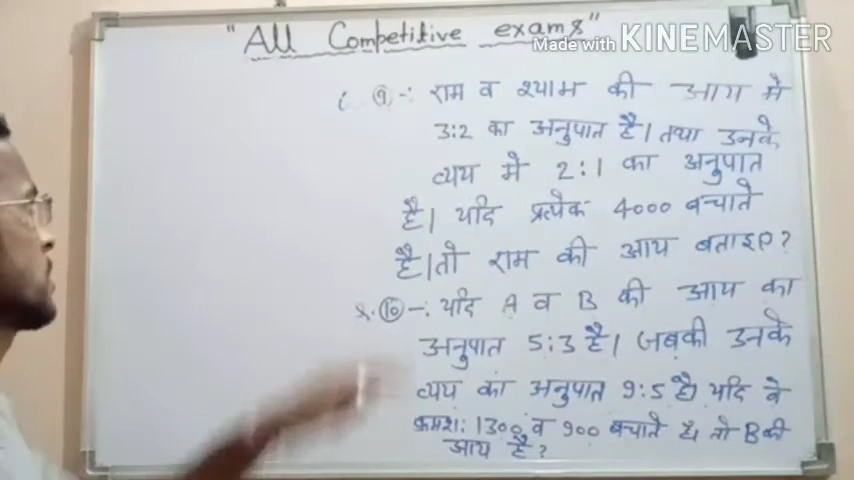 "All Competitive exams"
Made with KINEMASTER
९ -: राम व श्याम की आय मे
3:2 का अनुपात है। तथा उनके
व्यय मे 2:1 का अनुपात
है। यदि प्रत्येक 4000 बचाते
है। तो राम की आय बताइए?
१० -: यदि A व B की आय का
अनुपात 5:3 है। जबकी उनके
व्यय का अनुपात 9:5 है। यदि वे
क्रमश: 1300 व 900 बचाते है, तो B की
आय है?